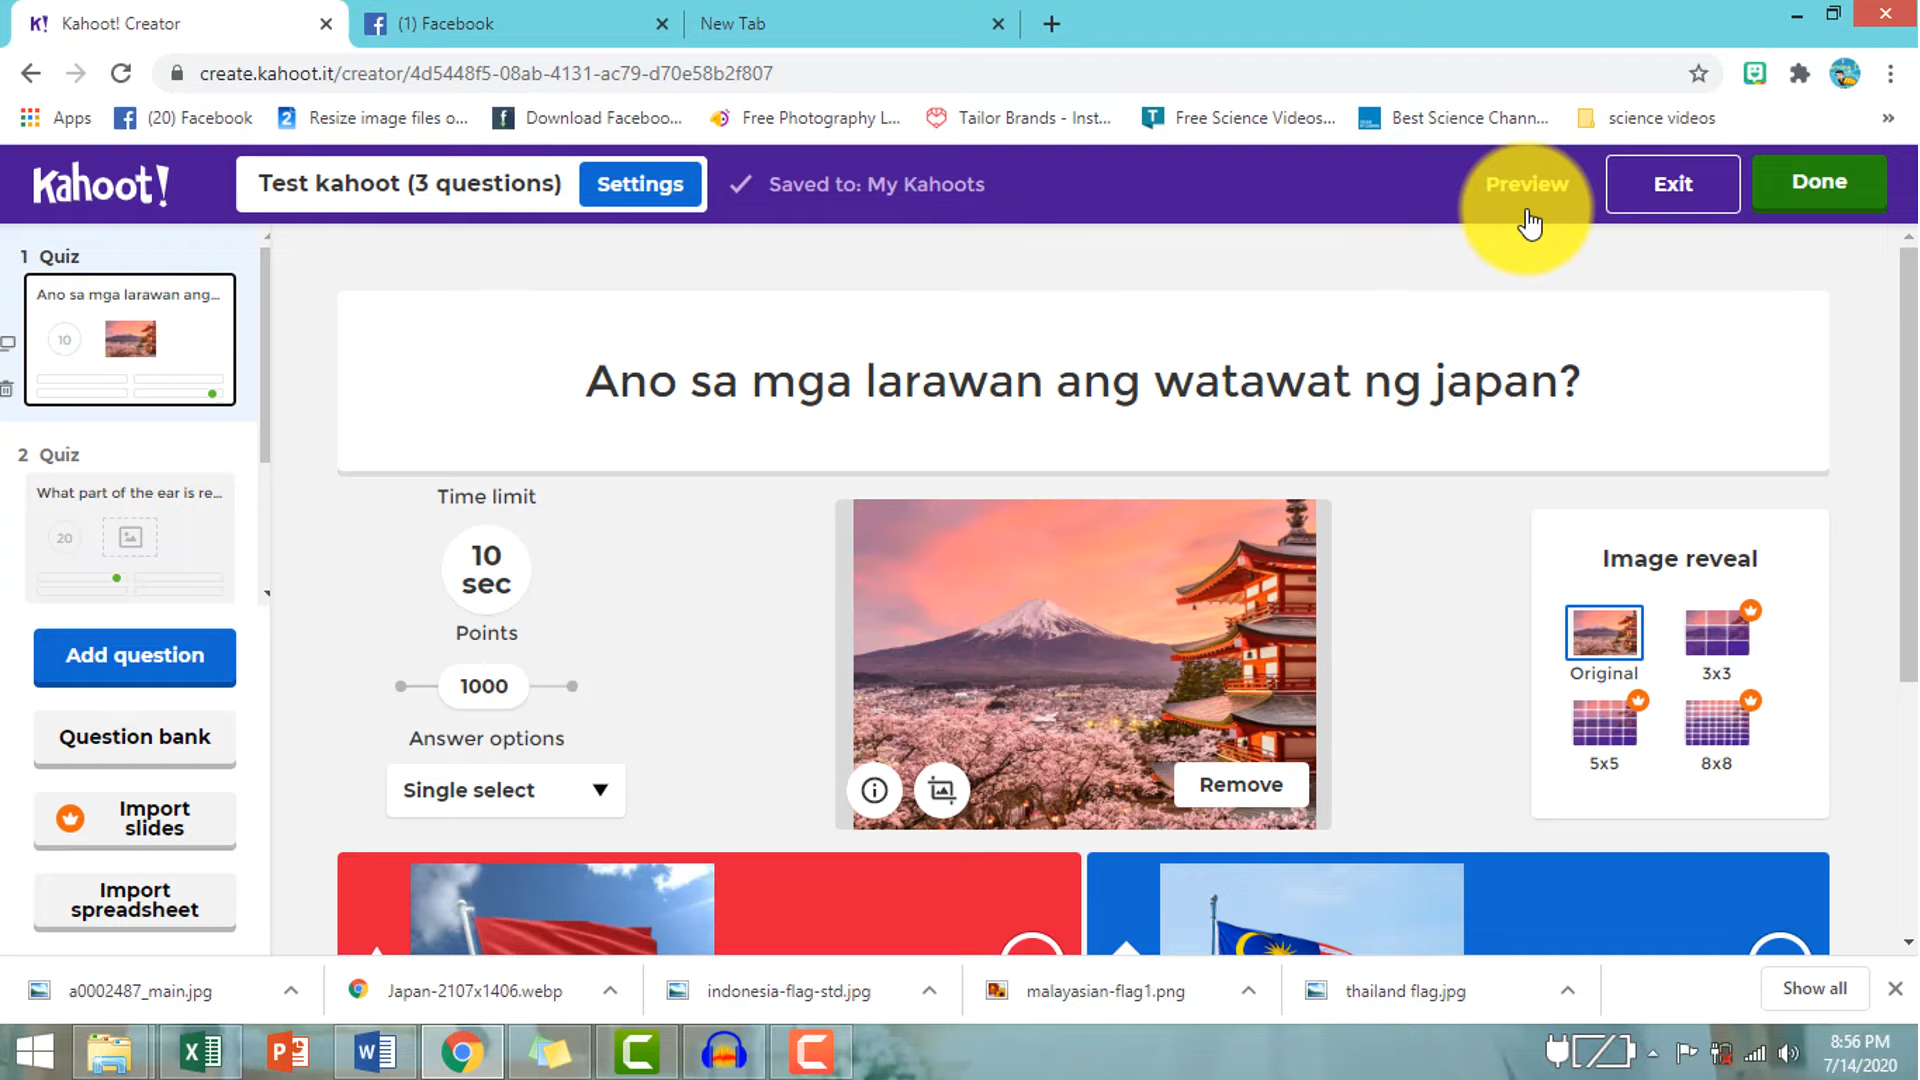 K! Kahoot! Creator
(1) Facebook
New Tab
create.kahoot.it/creator/4d5448f5-08ab-4131-ac79-d70e58b2f807
Apps
(20) Facebook
Resize image files o...
Download Faceboo...
Free Photography L...
Tailor Brands - Inst...
Free Science Videos...
Best Science Chann...
science videos
Kahoot!
Test kahoot (3 questions)
Settings
Saved to: My Kahoots
Preview
Exit
Done
1 Quiz
Ano sa mga larawan ang...
10
2 Quiz
What part of the ear is re...
20
Add question
Question bank
Import
slides
Import
spreadsheet
Ano sa mga larawan ang watawat ng japan?
Time limit
10
sec
Points
1000
Answer options
Single select
Remove
Image reveal
Original
3x3
5x5
8x8
a0002487_main.jpg
Japan-2107x1406.webp
indonesia-flag-std.jpg
malayasian-flag1.png
thailand flag.jpg
Show all
8:56 PM
7/14/2020